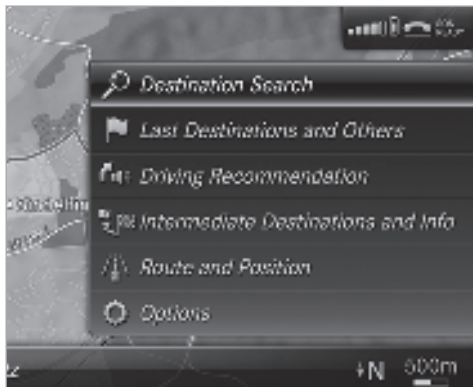 Destination Search
Last Destinations and Others
Driving Recommendation
Intermediate Destinations and Info
Route and Position
Options
N 500m